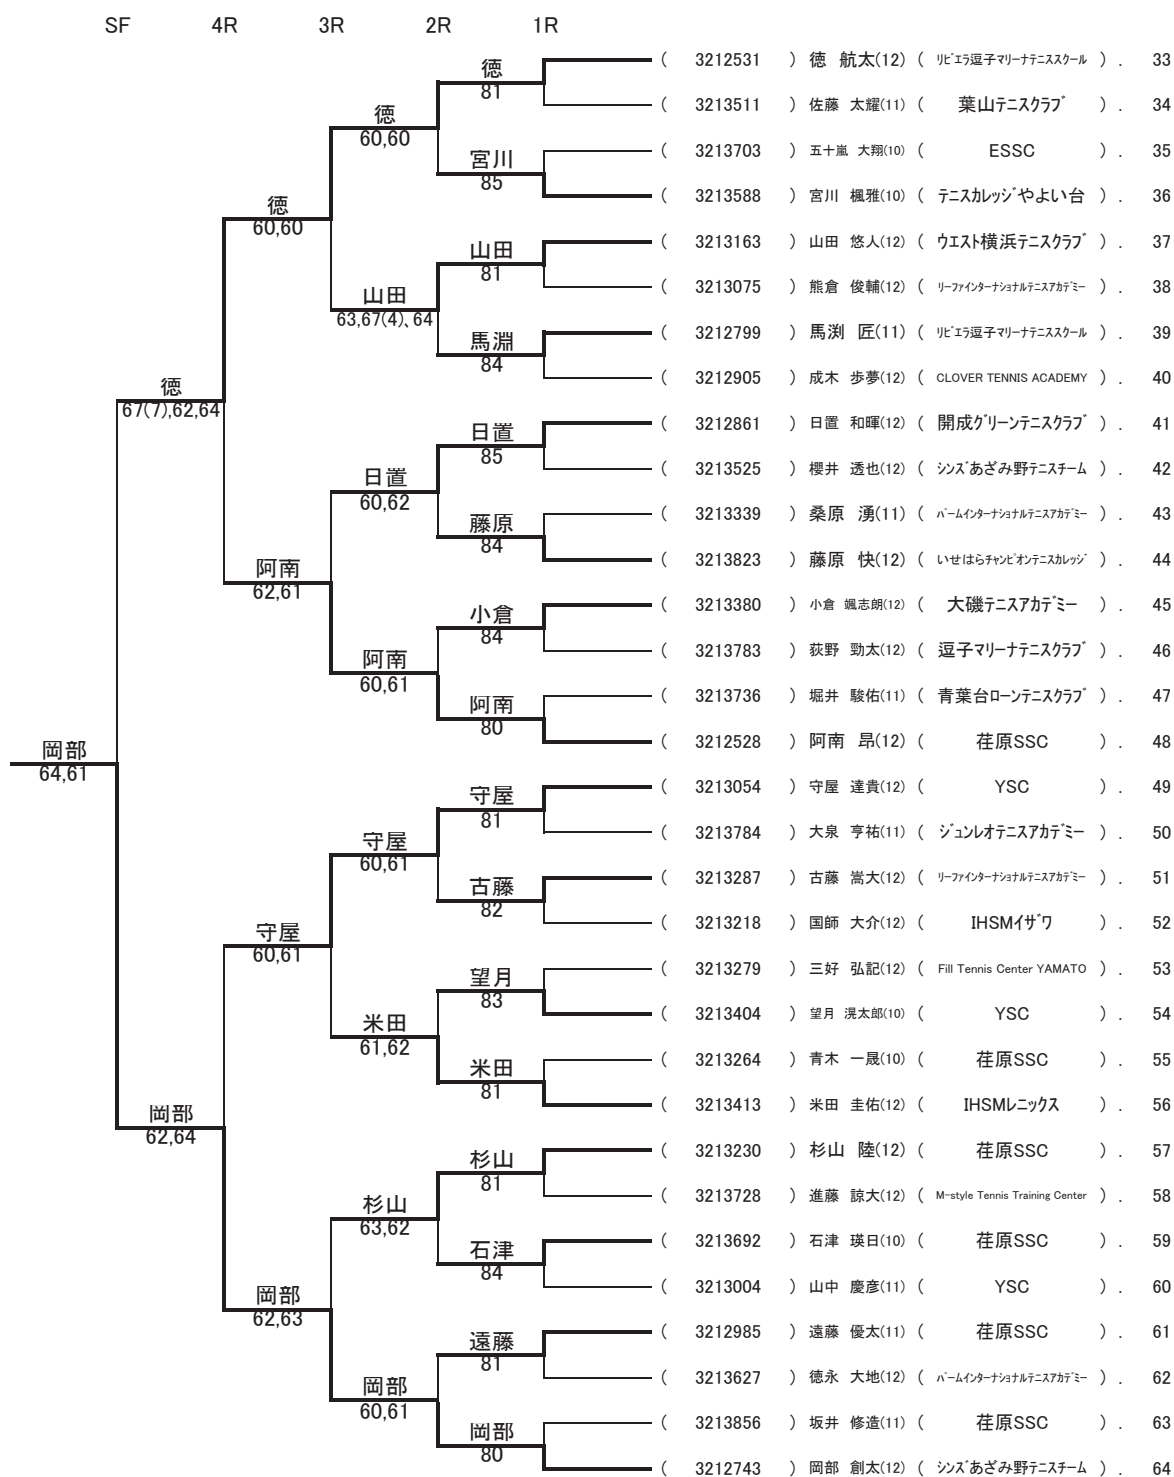 SF 4R 3R 2R 1R
( 3212531 ) 徳 航太(12) ( リビエラ逗子マリーナテニススクール ) . 33
徳
81
( 3213511 ) 佐藤 太耀(11) ( 葉山テニスクラブ ) . 34
徳
60,60
( 3213703 ) 五十嵐 大翔(10) ( ESSC ) . 35
宮川
85
( 3213588 ) 宮川 楓雅(10) ( テニスカレッジやよい台 ) . 36
徳
60,60
( 3213163 ) 山田 悠人(12) ( ウエスト横浜テニスクラブ ) . 37
山田
81
( 3213075 ) 熊倉 俊輔(12) ( リーファインターナショナルテニスアカデミー ) . 38
山田
63,67(4)、64
( 3212799 ) 馬渕 匠(11) ( リビエラ逗子マリーナテニススクール ) . 39
馬淵
84
( 3212905 ) 成木 歩夢(12) ( CLOVER TENNIS ACADEMY ) . 40
徳
67(7),62,64
( 3212861 ) 日置 和暉(12) ( 開成グリーンテニスクラブ ) . 41
日置
85
( 3213525 ) 櫻井 透也(12) ( シンズあざみ野テニスチーム ) . 42
日置
60,62
( 3213339 ) 桑原 湧(11) ( パームインターナショナルテニスアカデミー ) . 43
藤原
84
( 3213823 ) 藤原 快(12) ( いせはらチャンピオンテニスカレッジ ) . 44
阿南
62,61
( 3213380 ) 小倉 颯志朗(12) ( 大磯テニスアカデミー ) . 45
小倉
84
( 3213783 ) 荻野 勁太(12) ( 逗子マリーナテニスクラブ ) . 46
阿南
60,61
( 3213736 ) 堀井 駿佑(11) ( 青葉台ローンテニスクラブ ) . 47
阿南
80
( 3212528 ) 阿南 昂(12) ( 荏原SSC ) . 48
岡部
64,61
( 3213054 ) 守屋 達貴(12) ( YSC ) . 49
守屋
81
( 3213784 ) 大泉 亨祐(11) ( ジュンレオテニスアカデミー ) . 50
守屋
60,61
( 3213287 ) 古藤 嵩大(12) ( リーファインターナショナルテニスアカデミー ) . 51
古藤
82
( 3213218 ) 国師 大介(12) ( IHSMイザワ ) . 52
守屋
60,61
( 3213279 ) 三好 弘記(12) ( Fill Tennis Center YAMATO ) . 53
望月
83
( 3213404 ) 望月 滉太郎(10) ( YSC ) . 54
米田
61,62
( 3213264 ) 青木 一晟(10) ( 荏原SSC ) . 55
米田
81
( 3213413 ) 米田 圭佑(12) ( IHSMレニックス ) . 56
岡部
62,64
( 3213230 ) 杉山 陸(12) ( 荏原SSC ) . 57
杉山
81
( 3213728 ) 進藤 諒大(12) ( M-style Tennis Training Center ) . 58
杉山
63,62
( 3213692 ) 石津 瑛日(10) ( 荏原SSC ) . 59
石津
84
( 3213004 ) 山中 慶彦(11) ( YSC ) . 60
岡部
62,63
( 3212985 ) 遠藤 優太(11) ( 荏原SSC ) . 61
遠藤
81
( 3213627 ) 徳永 大地(12) ( パームインターナショナルテニスアカデミー ) . 62
岡部
60,61
( 3213856 ) 坂井 修造(11) ( 荏原SSC ) . 63
岡部
80
( 3212743 ) 岡部 創太(12) ( シンズあざみ野テニスチーム ) . 64